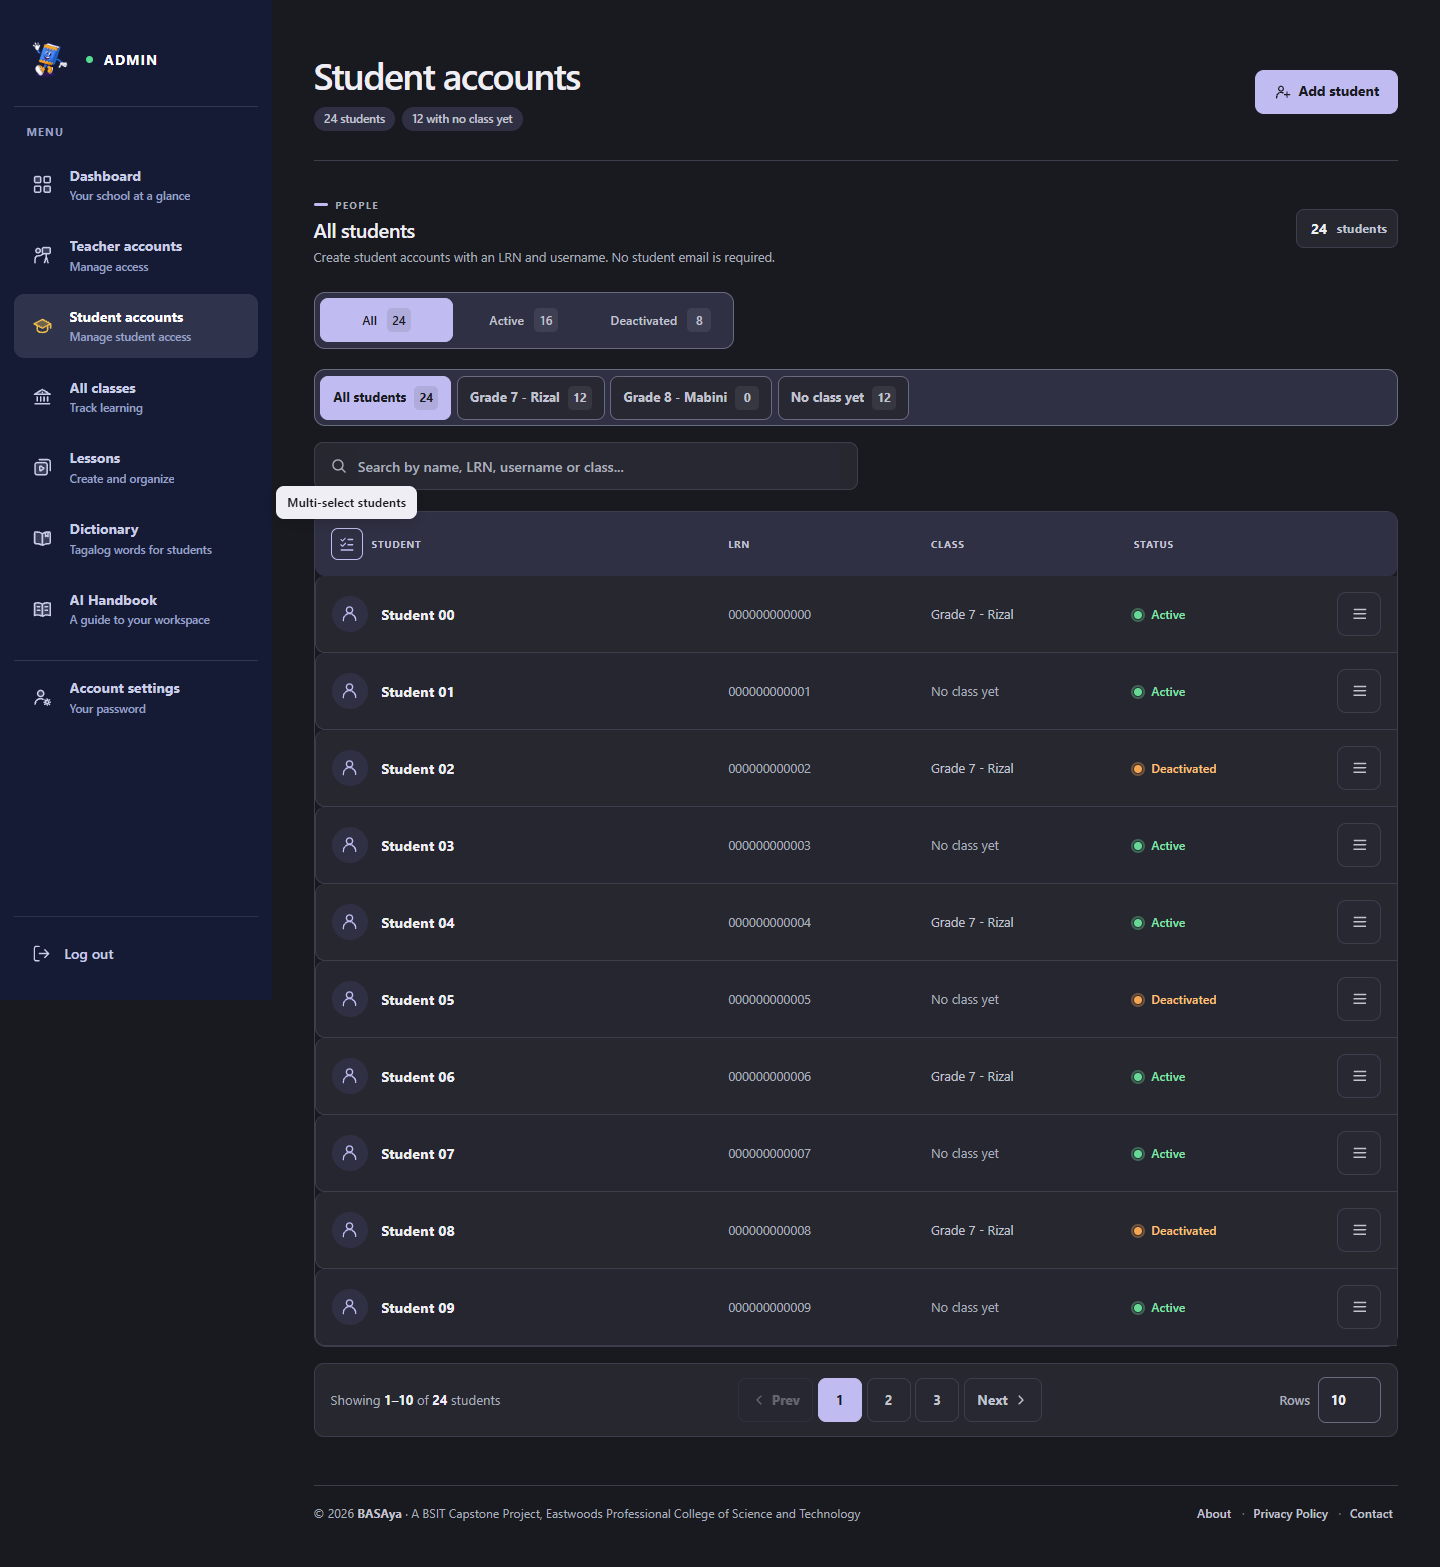 ADMIN
MENU
Dashboard
Your school at a glance
Teacher accounts
Manage access
Student accounts
Manage student access
All classes
Track learning
Lessons
Create and organize
Dictionary
Tagalog words for students
AI Handbook
A guide to your workspace
Account settings
Your password
Log out
Student accounts
24 students
12 with no class yet
Add student
PEOPLE
All students
Create student accounts with an LRN and username. No student email is required.
24 students
All 24
Active 16
Deactivated 8
All students 24
Grade 7 - Rizal 12
Grade 8 - Mabini 0
No class yet 12
Search by name, LRN, username or class...
Multi-select students
STUDENT LRN CLASS STATUS
Student 00 000000000000 Grade 7 - Rizal Active
Student 01 000000000001 No class yet Active
Student 02 000000000002 Grade 7 - Rizal Deactivated
Student 03 000000000003 No class yet Active
Student 04 000000000004 Grade 7 - Rizal Active
Student 05 000000000005 No class yet Deactivated
Student 06 000000000006 Grade 7 - Rizal Active
Student 07 000000000007 No class yet Active
Student 08 000000000008 Grade 7 - Rizal Deactivated
Student 09 000000000009 No class yet Active
Showing 1–10 of 24 students
Prev 1 2 3 Next
Rows 10
© 2026 BASAya · A BSIT Capstone Project, Eastwoods Professional College of Science and Technology
About · Privacy Policy · Contact